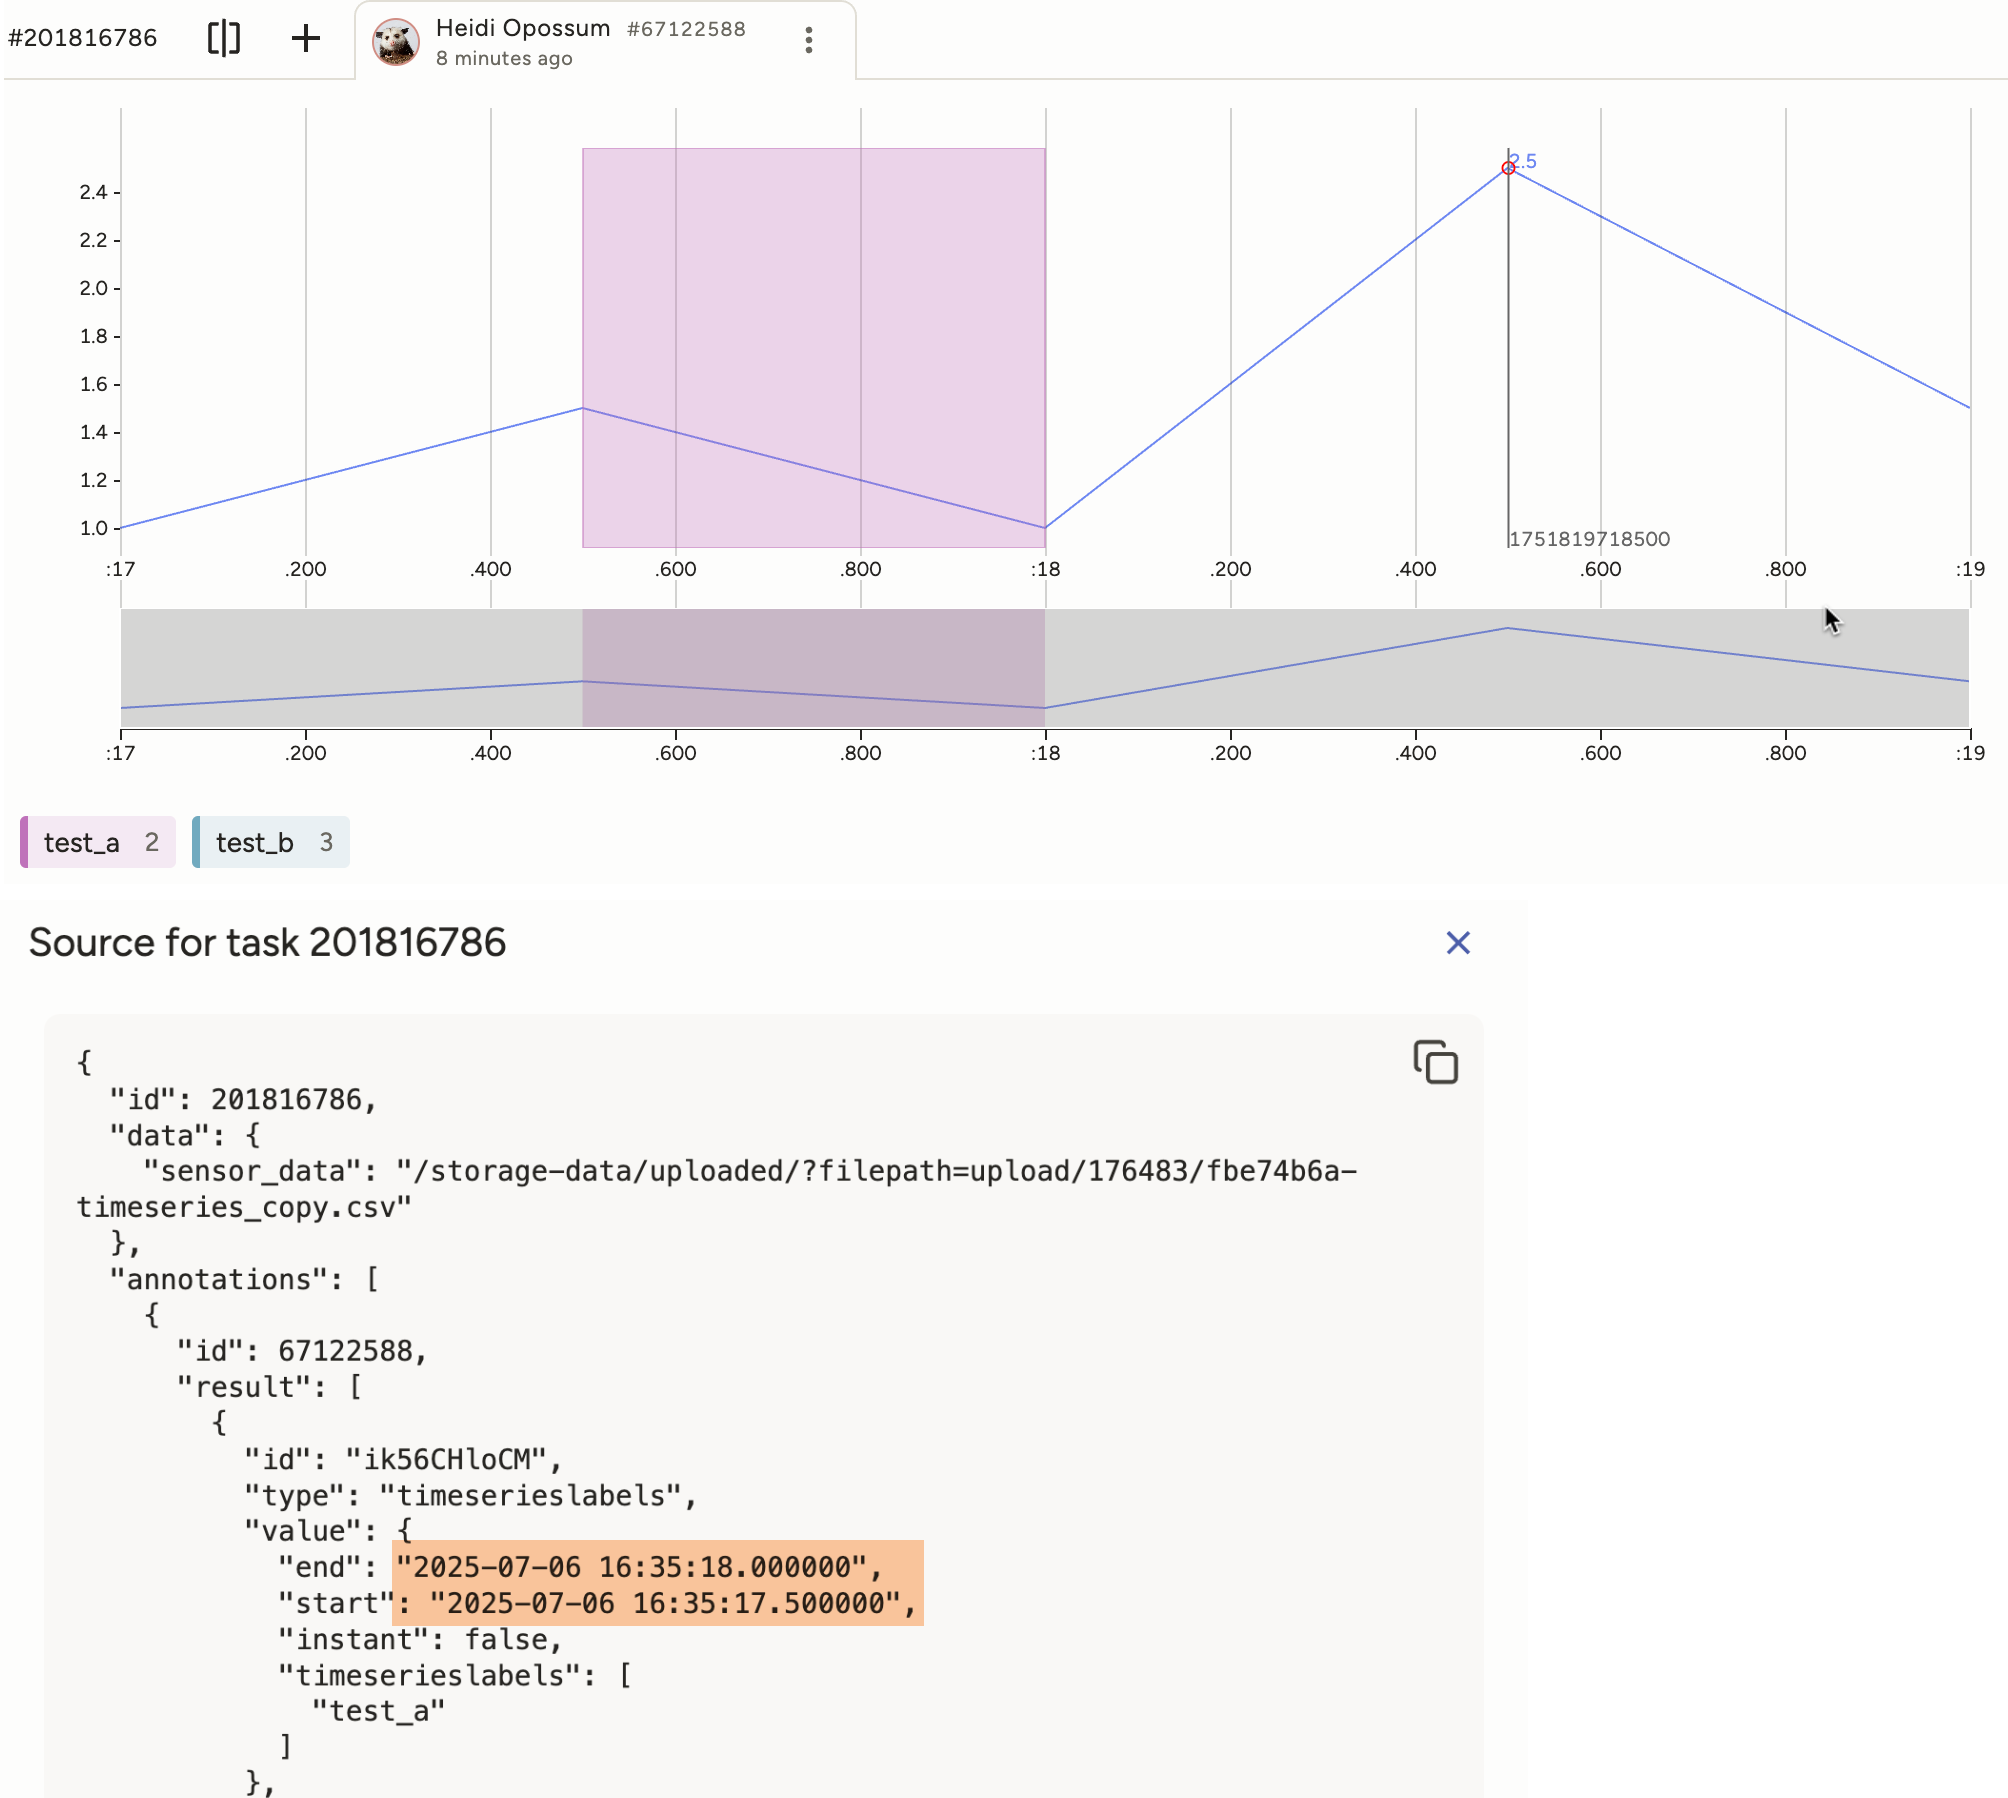 #201816786
Heidi Opossum #67122588
8 minutes ago
2.5
2.4
2.2
2.0
1.8
1.6
1.4
1.2
1.0
1751819718500
:17 .200 .400 .600 .800 :18 .200 .400 .600 .800 :19
:17 .200 .400 .600 .800 :18 .200 .400 .600 .800 :19
test_a 2 test_b 3
Source for task 201816786
{
"id": 201816786,
"data": {
"sensor_data": "/storage-data/uploaded/?filepath=upload/176483/fbe74b6a-
timeseries_copy.csv"
},
"annotations": [
{
"id": 67122588,
"result": [
{
"id": "ik56CHloCM",
"type": "timeserieslabels",
"value": {
"end": "2025-07-06 16:35:18.000000",
"start": "2025-07-06 16:35:17.500000",
"instant": false,
"timeserieslabels": [
"test_a"
]
},